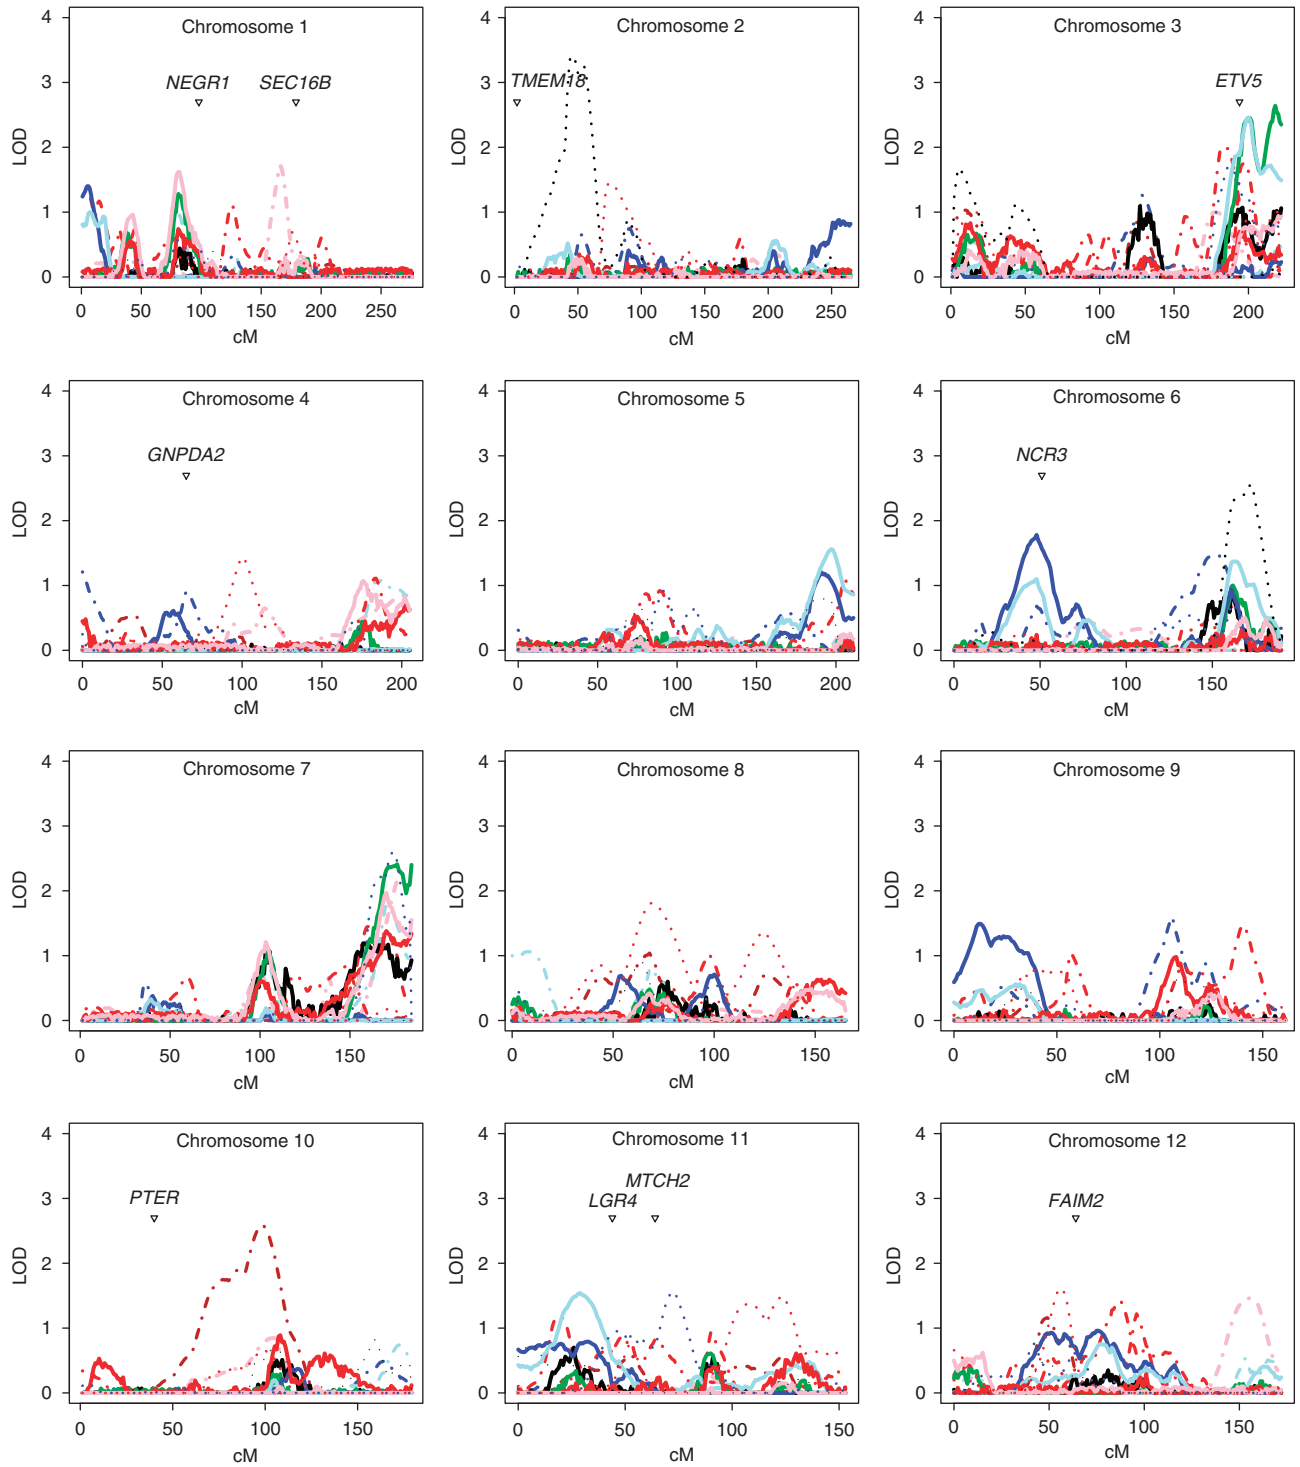 Chromosome 1
NEGR1 SEC16B
LOD
4
3
2
1
0
0 50 100 150 200 250
cM
Chromosome 2
TMEM18
LOD
4
3
2
1
0
0 50 100 150 200 250
cM
Chromosome 3
ETV5
LOD
4
3
2
1
0
0 50 100 150 200
cM
Chromosome 4
GNPDA2
LOD
4
3
2
1
0
0 50 100 150 200
cM
Chromosome 5
LOD
4
3
2
1
0
0 50 100 150 200
cM
Chromosome 6
NCR3
LOD
4
3
2
1
0
0 50 100 150
cM
Chromosome 7
LOD
4
3
2
1
0
0 50 100 150
cM
Chromosome 8
LOD
4
3
2
1
0
0 50 100 150
cM
Chromosome 9
LOD
4
3
2
1
0
0 50 100 150
cM
Chromosome 10
PTER
LOD
4
3
2
1
0
0 50 100 150
cM
Chromosome 11
MTCH2
LGR4
LOD
4
3
2
1
0
0 50 100 150
cM
Chromosome 12
FAIM2
LOD
4
3
2
1
0
0 50 100 150
cM